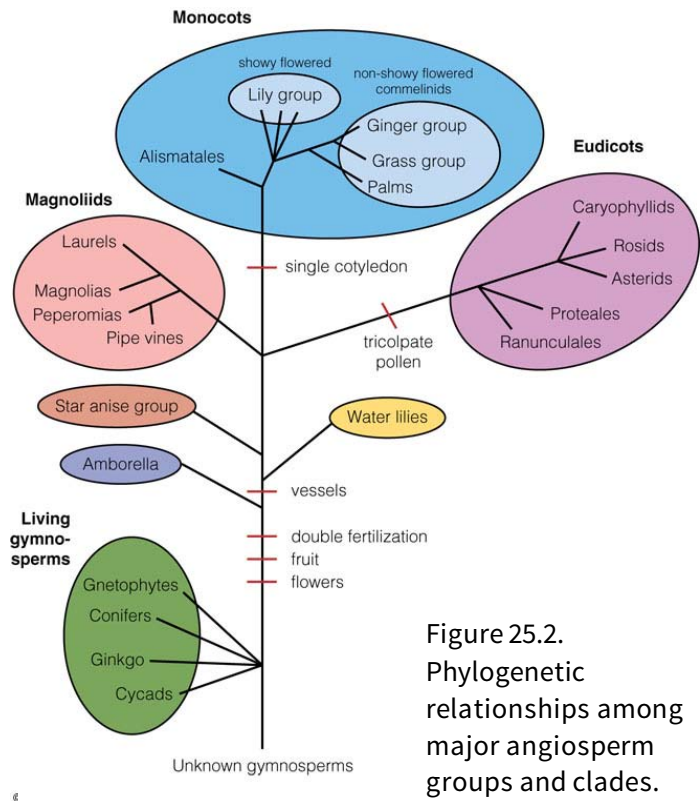 Monocots
showy flowered
Lily group
non-showy flowered
commelinids
Ginger group
Grass group
Palms
Alismatales
Eudicots
Caryophyllids
Rosids
Asterids
Proteales
Ranunculales
Magnoliids
Laurels
Magnolias
Peperomias
Pipe vines
single cotyledon
tricolpate
pollen
Star anise group
Water lilies
Amborella
vessels
Living
gymno-
sperms
double fertilization
fruit
flowers
Gnetophytes
Conifers
Ginkgo
Cycads
Unknown gymnosperms
Figure 25.2.
Phylogenetic
relationships among
major angiosperm
groups and clades.